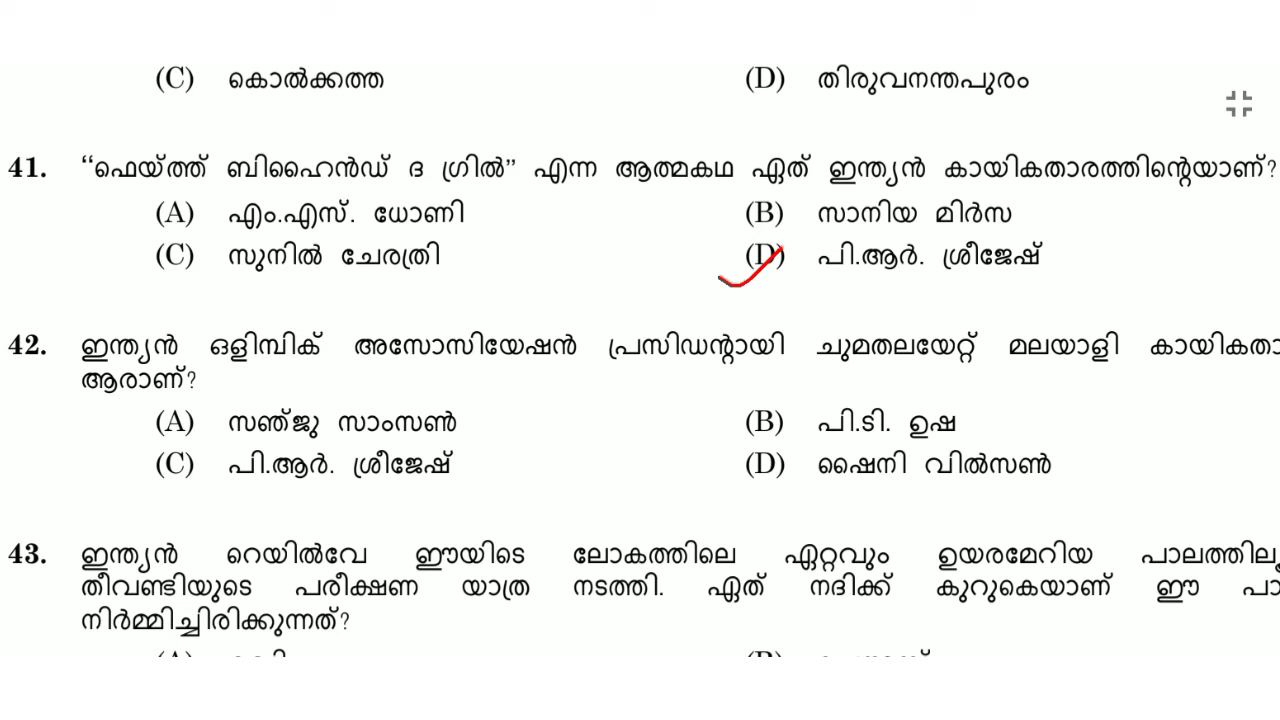 (C) കൊൽക്കത്ത (D) തിരുവനന്തപുരം
41. “ഫെയ്ത്ത് ബിഹൈൻഡ് ദ ഗ്രിൽ” എന്ന ആത്മകഥ ഏത് ഇന്ത്യൻ കായികതാരത്തിന്റെയാണ്?
(A) എം.എസ്. ധോണി (B) സാനിയ മിർസ
(C) സുനിൽ ചേരത്രി (D) പി.ആർ. ശ്രീജേഷ്
42. ഇന്ത്യൻ ഒളിമ്പിക് അസോസിയേഷൻ പ്രസിഡന്റായി ചുമതലയേറ്റ് മലയാളി കായികതാ
ആരാണ്?
(A) സഞ്ജു സാംസൺ (B) പി.ടി. ഉഷ
(C) പി.ആർ. ശ്രീജേഷ് (D) ഷൈനി വിൽസൺ
43. ഇന്ത്യൻ റെയിൽവേ ഈയിടെ ലോകത്തിലെ ഏറ്റവും ഉയരമേറിയ പാലത്തിലൂ
തീവണ്ടിയുടെ പരീക്ഷണ യാത്ര നടത്തി. ഏത് നദിക്ക് കുറുകെയാണ് ഈ പാ
നിർമ്മിച്ചിരിക്കുന്നത്?